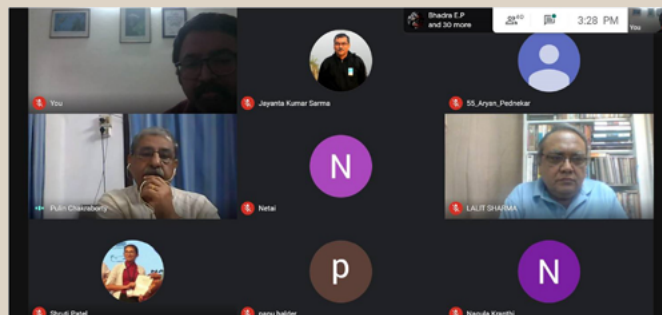 Bhadra E.P
and 30 more
40
3:28 PM
You
You
Jayanta Kumar Sarma
55_Aryan_Pednekar
N
Pulin Chakraborty
Netai
LALIT SHARMA
p
N
Shruti Patel
papu halder
Nagula Kranthi